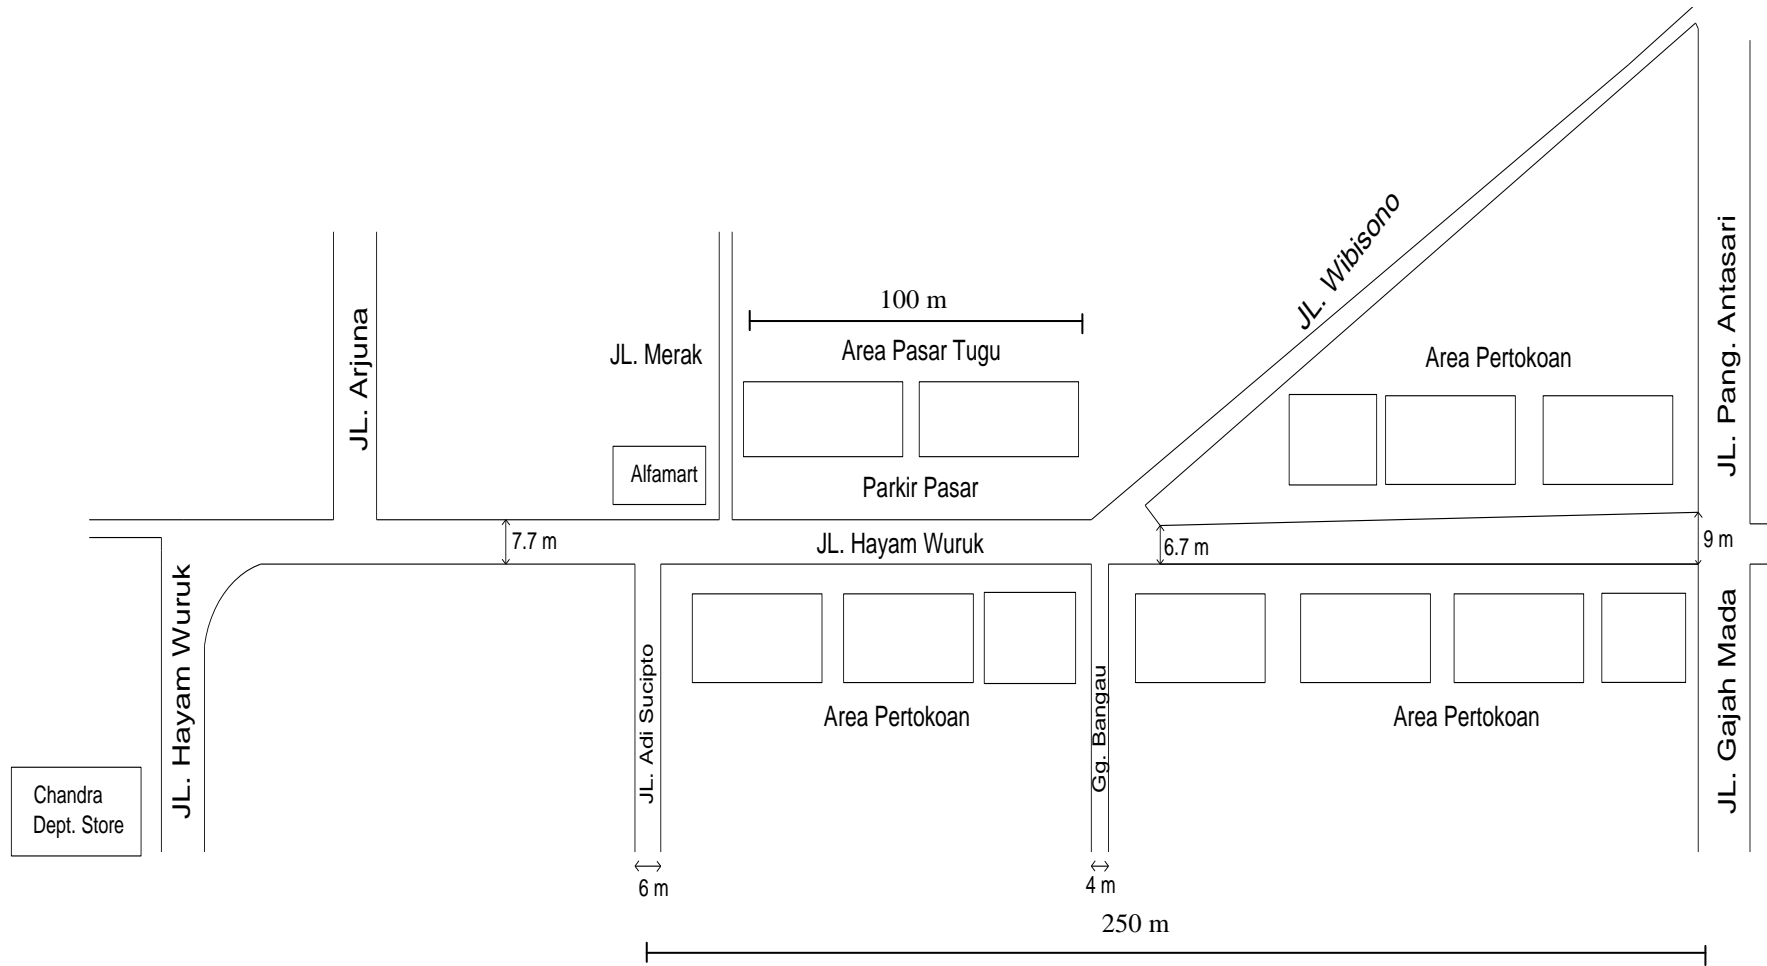 JL. Wibisono
JL. Pang. Antasari
100 m
JL. Arjuna
JL. Merak
Area Pasar Tugu
Area Pertokoan
Alfamart
Parkir Pasar
7.7 m
JL. Hayam Wuruk
6.7 m
9 m
JL. Hayam Wuruk
JL. Adi Sucipto
Gg. Bangau
JL. Gajah Mada
Area Pertokoan
Area Pertokoan
Chandra
Dept. Store
6 m
4 m
250 m